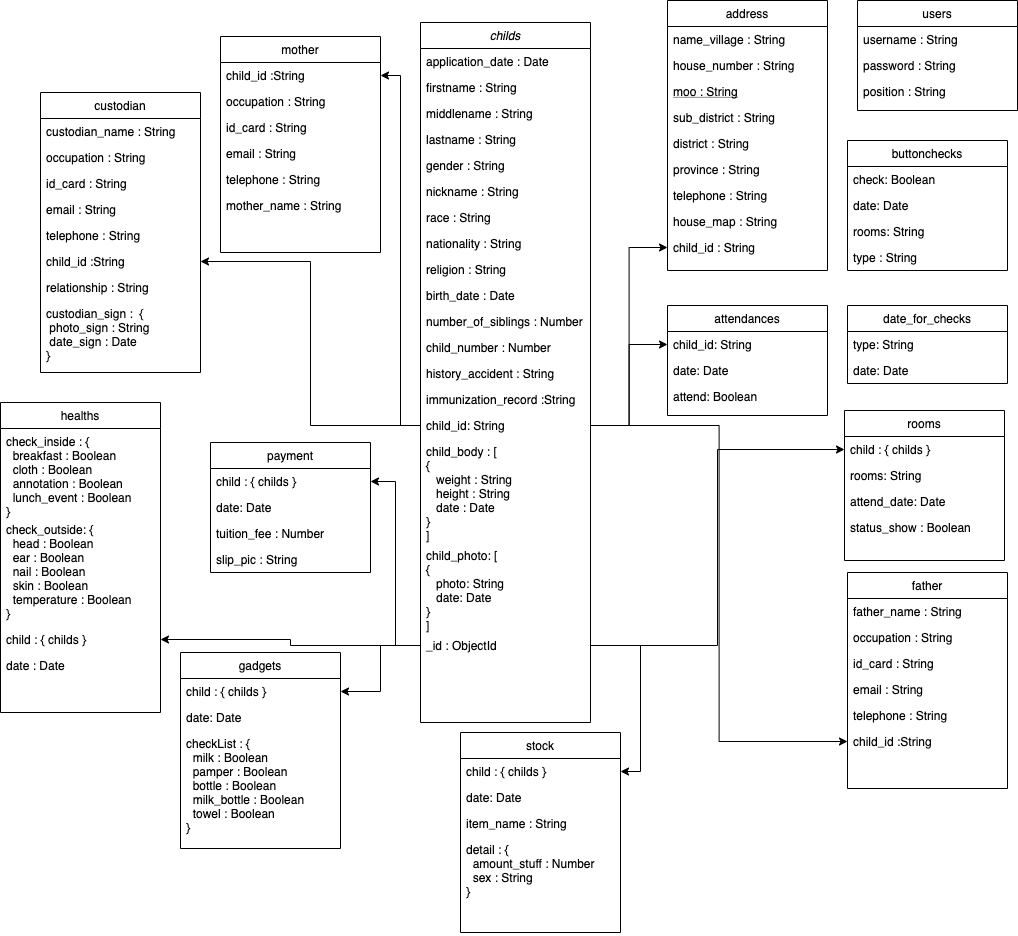 address
name_village : String
house_number : String
moo : String
sub_district : String
district : String
province : String
telephone : String
house_map : String
child_id : String
users
username : String
password : String
position : String
childs
application_date : Date
firstname : String
middlename : String
lastname : String
gender : String
nickname : String
race : String
nationality : String
religion : String
birth_date : Date
number_of_siblings : Number
child_number : Number
history_accident : String
immunization_record :String
child_id: String
child_body : [
{
weight : String
height : String
date : Date
}
]
child_photo: [
{
photo: String
date: Date
}
]
_id : ObjectId
mother
child_id :String
occupation : String
id_card : String
email : String
telephone : String
mother_name : String
custodian
custodian_name : String
occupation : String
id_card : String
email : String
telephone : String
child_id :String
relationship : String
custodian_sign : {
photo_sign : String
date_sign : Date
}
buttonchecks
check: Boolean
date: Date
rooms: String
type : String
attendances
child_id: String
date: Date
attend: Boolean
date_for_checks
type: String
date: Date
healths
check_inside : {
breakfast : Boolean
cloth : Boolean
annotation : Boolean
lunch_event : Boolean
}
check_outside: {
head : Boolean
ear : Boolean
nail : Boolean
skin : Boolean
temperature : Boolean
}
child : { childs }
date : Date
payment
child : { childs }
date: Date
tuition_fee : Number
slip_pic : String
rooms
child : { childs }
rooms: String
attend_date: Date
status_show : Boolean
father
father_name : String
occupation : String
id_card : String
email : String
telephone : String
child_id :String
gadgets
child : { childs }
date: Date
checkList : {
milk : Boolean
pamper : Boolean
bottle : Boolean
milk_bottle : Boolean
towel : Boolean
}
stock
child : { childs }
date: Date
item_name : String
detail : {
amount_stuff : Number
sex : String
}